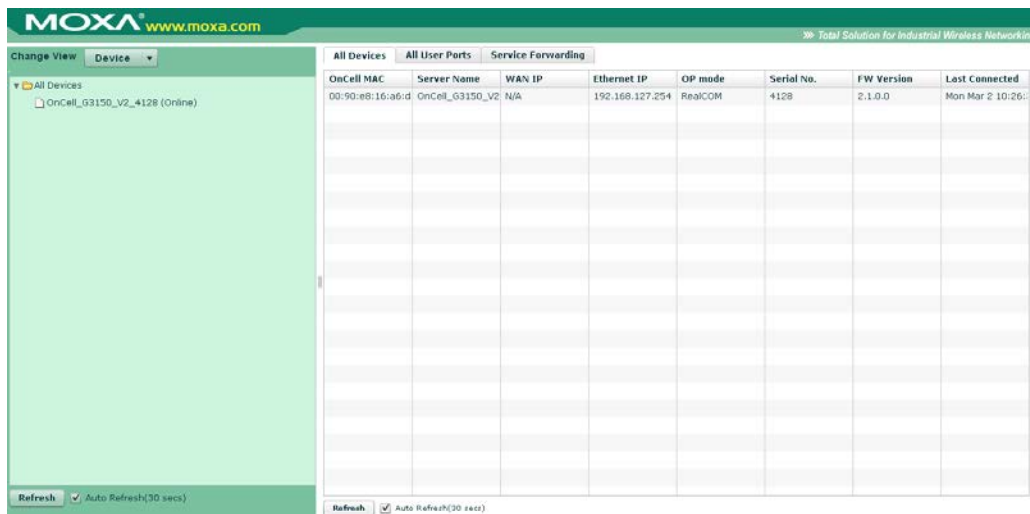 MOXA® www.moxa.com
Total Solution for Industrial Wireless Networkin
Change View Device
All Devices All User Ports Service Forwarding
All Devices
OnCell_G3150_V2_4128 (Online)
OnCell MAC Server Name WAN IP Ethernet IP OP mode Serial No. FW Version Last Connected
00:90:e8:16:a6:d OnCell_G3150_V2 N/A 192.168.127.254 RealCOM 4128 2.1.0.0 Mon Mar 2 10:26:
Refresh Auto Refresh(30 secs)
Refresh Auto Refresh(30 secs)